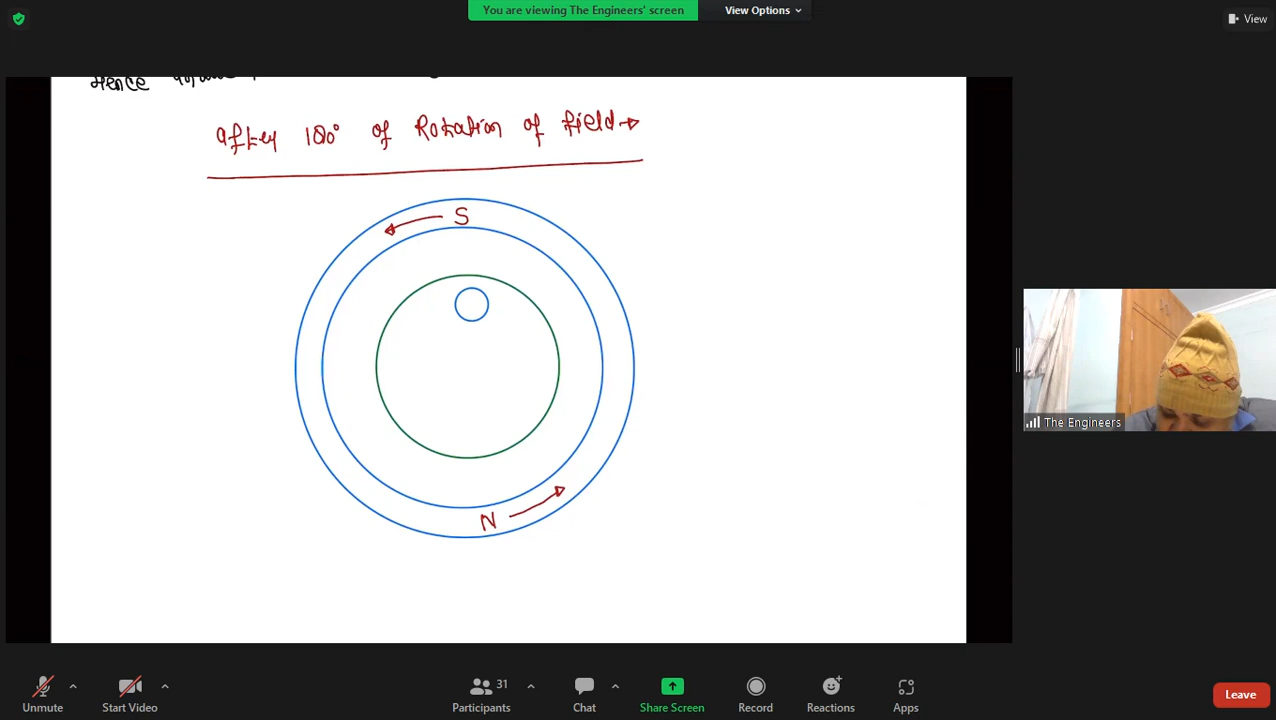 You are viewing The Engineers' screen
View Options
View
Hence
After 180° of Rotation of field
S
N
The Engineers
Unmute
Start Video
Participants
31
Chat
Share Screen
Record
Reactions
Apps
Leave